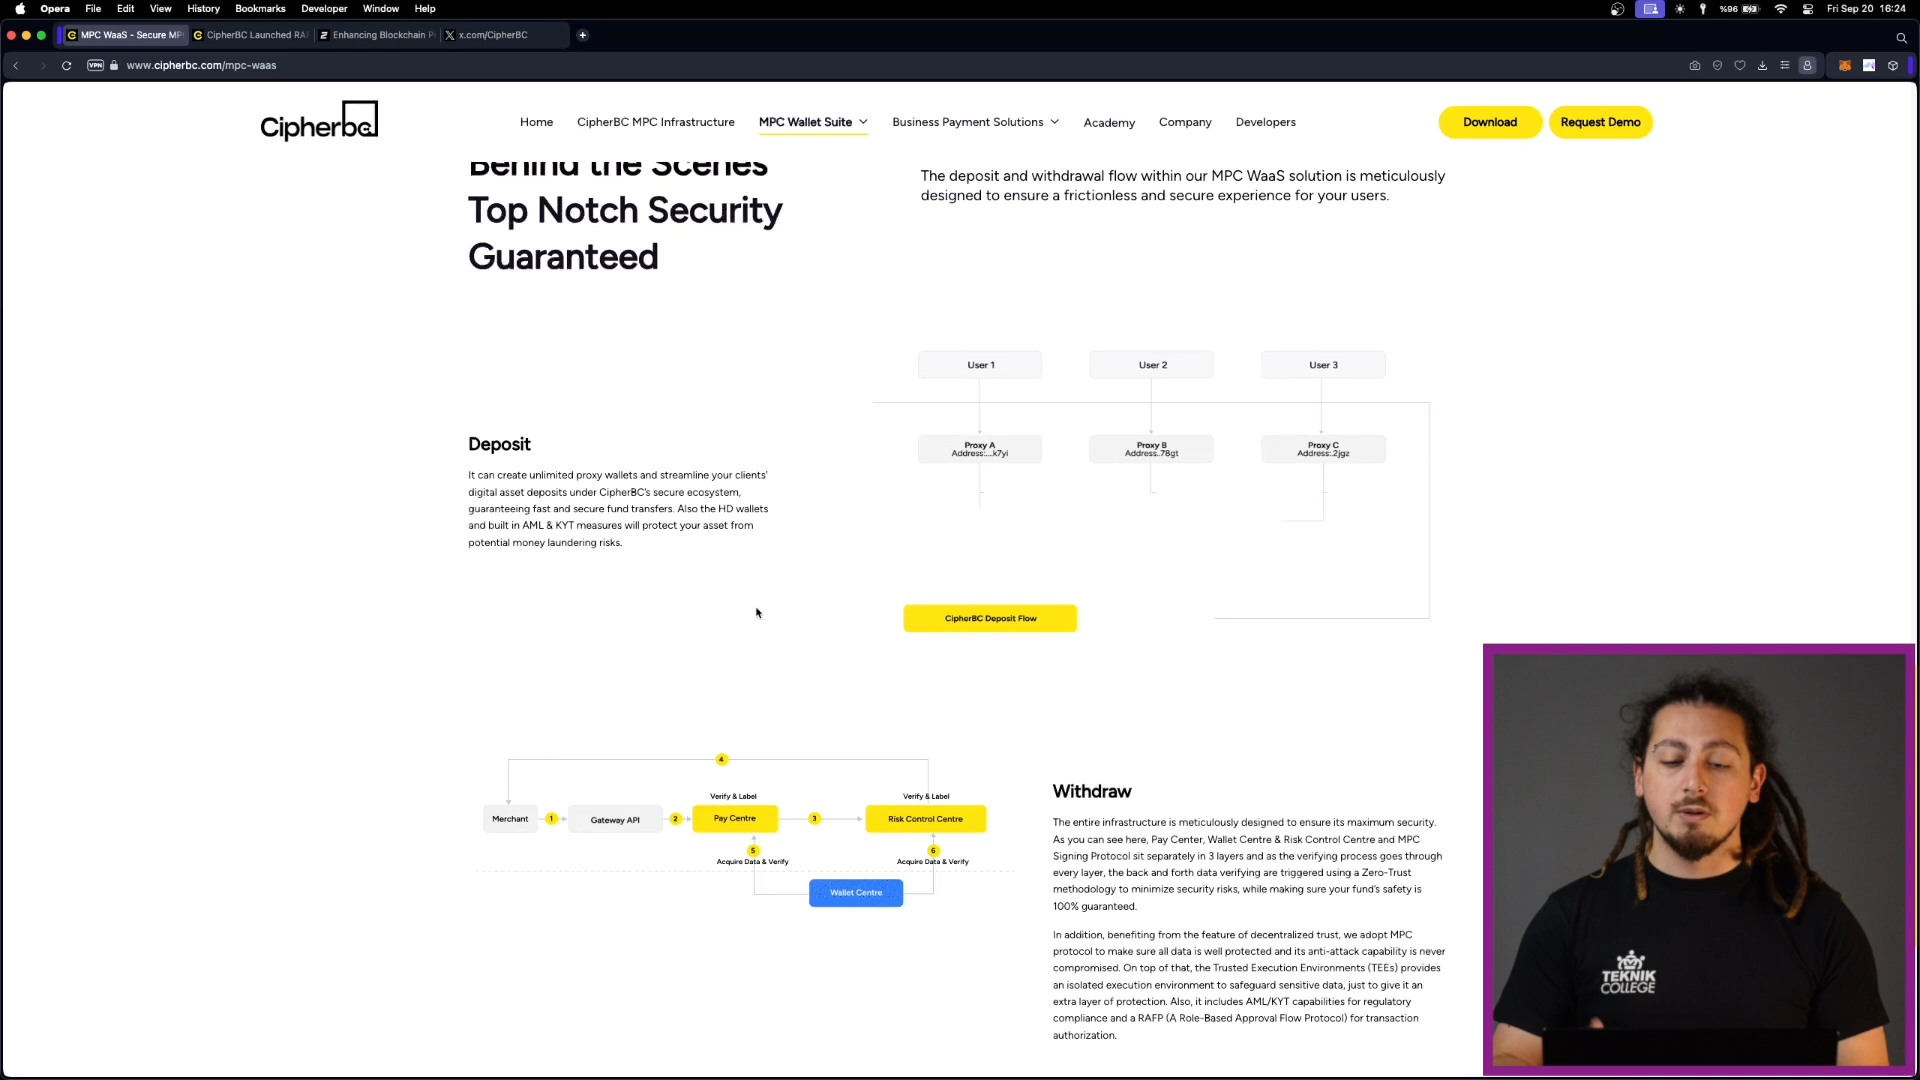 Opera File Edit View History Bookmarks Developer Window Help
%96
Fri Sep 20 16:24
MPC WaaS - Secure MP
CipherBC Launched RA
Enhancing Blockchain P
x.com/CipherBC
VPN
www.cipherbc.com/mpc-waas
Cipherbc
Home
CipherBC MPC Infrastructure
MPC Wallet Suite
Business Payment Solutions
Academy
Company
Developers
Download
Request Demo
Behind the Scenes
Top Notch Security
Guaranteed
The deposit and withdrawal flow within our MPC WaaS solution is meticulously
designed to ensure a frictionless and secure experience for your users.
Deposit
It can create unlimited proxy wallets and streamline your clients'
digital asset deposits under CipherBC's secure ecosystem,
guaranteeing fast and secure fund transfers. Also the HD wallets
and built in AML & KYT measures will protect your asset from
potential money laundering risks.
User 1
User 2
User 3
Proxy A
Address:...k7yi
Proxy B
Address..78gt
Proxy C
Address:.2jgz
CipherBC Deposit Flow
4
Verify & Label
Verify & Label
Merchant
1
Gateway API
2
Pay Centre
3
Risk Control Centre
5
6
Acquire Data & Verify
Acquire Data & Verify
Wallet Centre
Withdraw
The entire infrastructure is meticulously designed to ensure its maximum security.
As you can see here, Pay Center, Wallet Centre & Risk Control Centre and MPC
Signing Protocol sit separately in 3 layers and as the verifying process goes through
every layer, the back and forth data verifying are triggered using a Zero-Trust
methodology to minimize security risks, while making sure your fund's safety is
100% guaranteed.
In addition, benefiting from the feature of decentralized trust, we adopt MPC
protocol to make sure all data is well protected and its anti-attack capability is never
compromised. On top of that, the Trusted Execution Environments (TEEs) provides
an isolated execution environment to safeguard sensitive data, just to give it an
extra layer of protection. Also, it includes AML/KYT capabilities for regulatory
compliance and a RAFP (A Role-Based Approval Flow Protocol) for transaction
authorization.
TEKNIK
COLLEGE